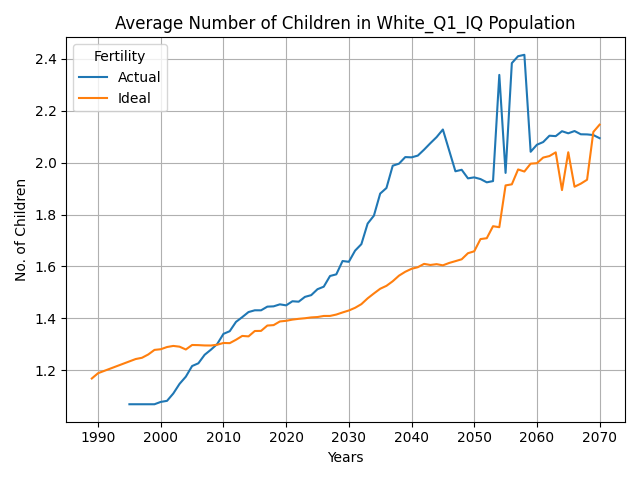 Average Number of Children in White_Q1_IQ Population
Fertility
Actual
Ideal
No. of Children
2.4
2.2
2.0
1.8
1.6
1.4
1.2
1990 2000 2010 2020 2030 2040 2050 2060 2070
Years